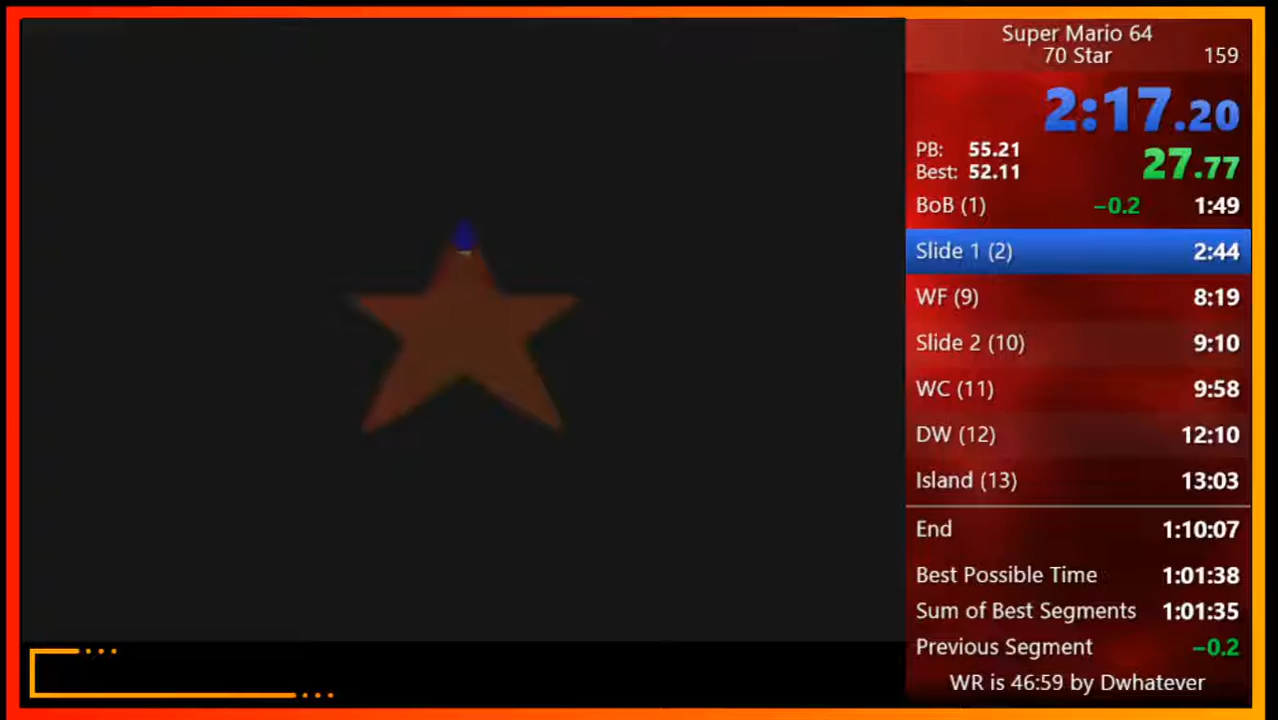 Super Mario 64
70 Star 159
2:17.20
PB: 55.21
27.77
Best: 52.11
BoB (1) −0.2 1:49
Slide 1 (2) 2:44
WF (9) 8:19
Slide 2 (10) 9:10
WC (11) 9:58
DW (12) 12:10
Island (13) 13:03
End 1:10:07
Best Possible Time 1:01:38
Sum of Best Segments 1:01:35
Previous Segment −0.2
WR is 46:59 by Dwhatever